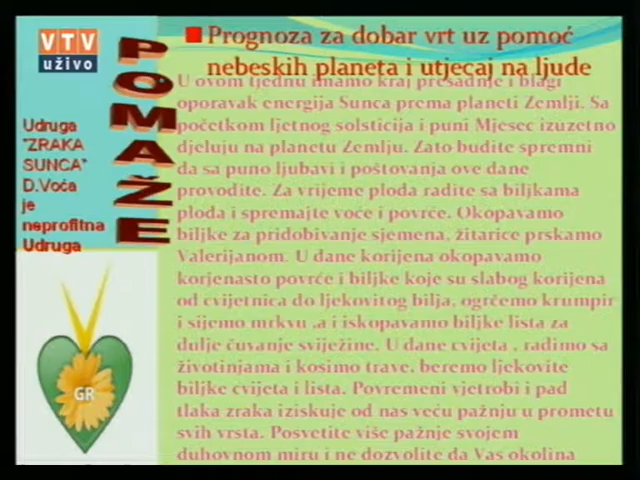 VTV
uživo
POMAŽE
Udruga
"ZRAKA
SUNCA"
D.Voća
je
neprofitna
Udruga
GR
Prognoza za dobar vrt uz pomoć
nebeskih planeta i utjecaj na ljude
U ovom tjednu imamo kraj presadnje i blagi
oporavak energija Sunca prema planeti Zemlji. Sa
početkom ljetnog solsticija i puni Mjesec izuzetno
djeluju na planetu Zemlju. Zato budite spremni
da sa puno ljubavi i poštovanja ove dane
provodite. Za vrijeme ploda radite sa biljkama
ploda i spremajte voće i povrće. Okopavamo
biljke za pridobivanje sjemena, žitarice prskamo
Valerijanom. U dane korijena okopavamo
korjenasto povrće i biljke koje su slabog korijena
od cvijetnica do ljekovitog bilja, ogrćemo krumpir
i sijemo mrkvu ,a i iskopavamo biljke lista za
dulje čuvanje sviježine. U dane cvijeta , radimo sa
životinjama i kosimo trave, beremo ljekovite
biljke cvijeta i lista. Povremeni vjetrobi i pad
tlaka zraka iziskuje od nas veću pažnju u prometu
svih vrsta. Posvetite više pažnje svojem
duhovnom miru i ne dozvolite da Vas okolina